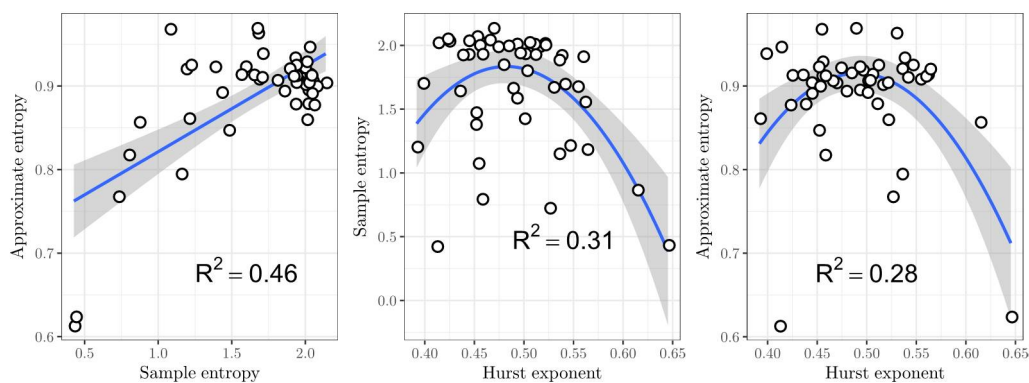 Approximate entropy
0.9
0.8
0.7
0.6
R² = 0.46
0.5 1.0 1.5 2.0
Sample entropy
Sample entropy
2.0
1.5
1.0
0.5
0.0
R² = 0.31
0.40 0.45 0.50 0.55 0.60 0.65
Hurst exponent
Approximate entropy
0.9
0.8
0.7
0.6
R² = 0.28
0.40 0.45 0.50 0.55 0.60 0.65
Hurst exponent